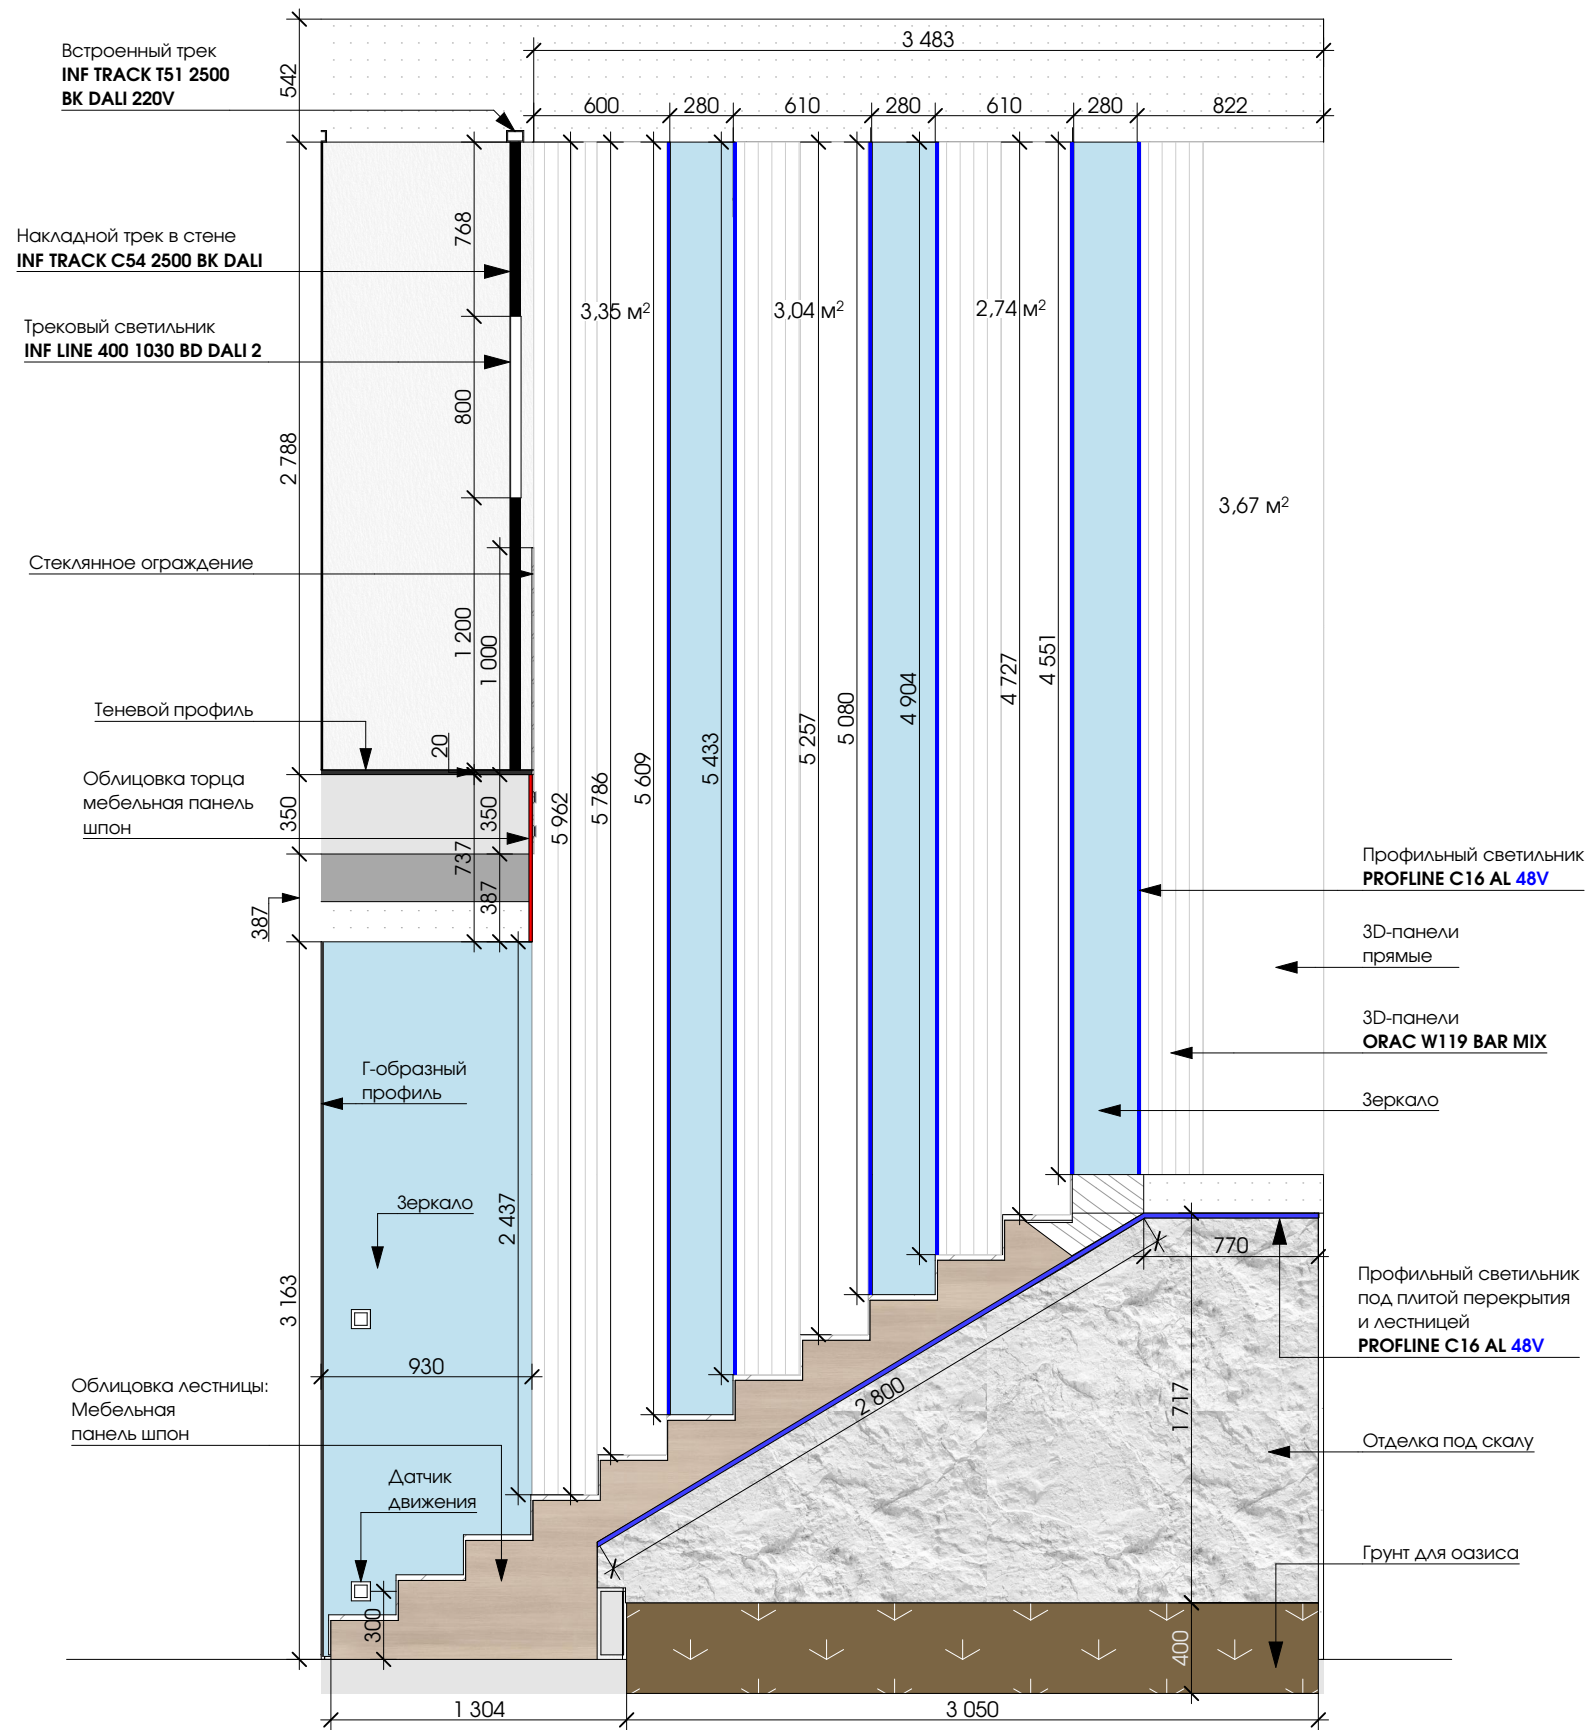 3 483
542
Встроенный трек
INF TRACK T51 2500
BK DALI 220V
600
280
610
280
610
280
822
768
Накладной трек в стене
INF TRACK C54 2500 BK DALI
3,35 м²
3,04 м²
2,74 м²
Трековый светильник
INF LINE 400 1030 BD DALI 2
800
2 788
3,67 м²
Стеклянное ограждение
1 200
1 000
4 551
4 727
4 904
5 080
5 257
5 433
5 609
5 786
5 962
Теневой профиль
20
Облицовка торца
мебельная панель
шпон
350
350
737
387
387
Профильный светильник
PROFLINE C16 AL 48V
3D-панели
прямые
3D-панели
ORAC W119 BAR MIX
Зеркало
Г-образный
профиль
Зеркало
2 437
3 163
770
Профильный светильник
под плитой перекрытия
и лестницей
PROFLINE C16 AL 48V
930
2 800
1 717
Облицовка лестницы:
Мебельная
панель шпон
Отделка под скалу
Датчик
движения
Грунт для оазиса
300
400
1 304
3 050